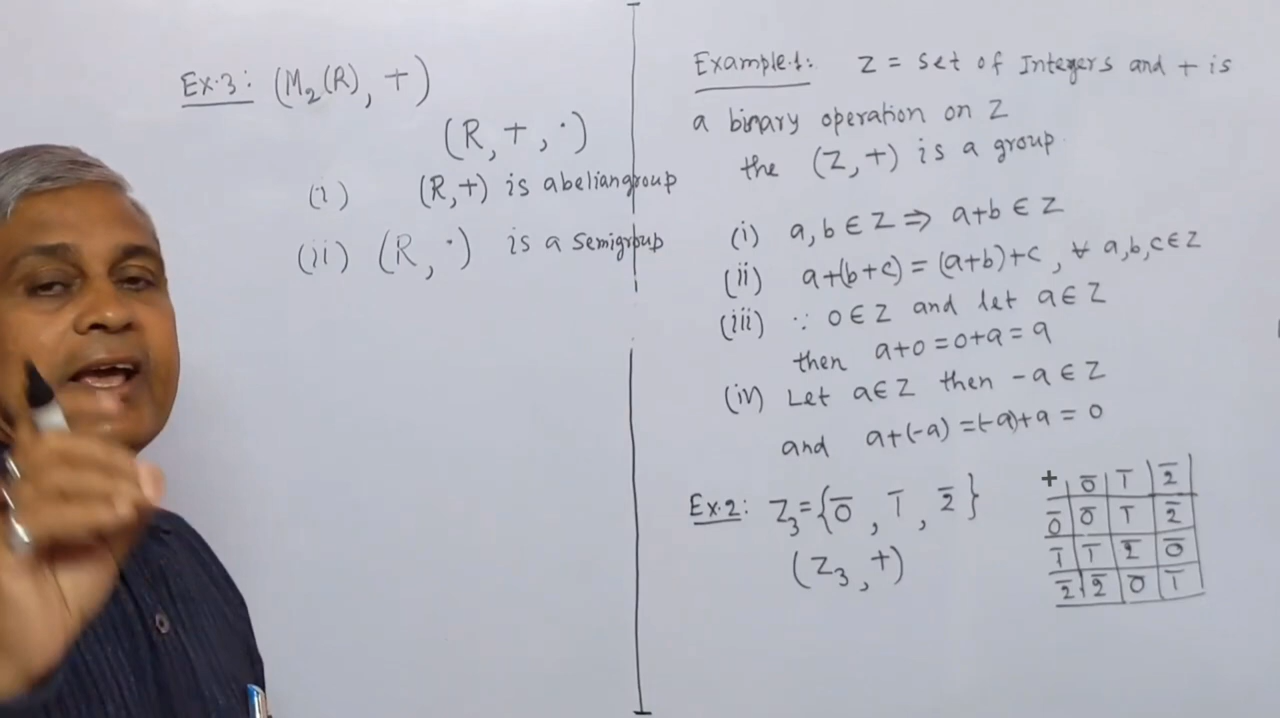 Ex.3: (M₂(R), +)
(R, +, ·)
(i) (R, +) is abelian group
(ii) (R, ·) is a semigroup
Example.1: Z = set of Integers and + is
a binary operation on Z
the (Z, +) is a group.
(i) a, b ∈ Z ⇒ a+b ∈ Z
(ii) a+(b+c) = (a+b)+c, ∀ a,b,c ∈ Z
(iii) ∵ 0 ∈ Z and let a ∈ Z
then a+0 = 0+a = a
(iv) Let a ∈ Z then -a ∈ Z
and a+(-a) = (-a)+a = 0
Ex.2: Z₃ = {0̅, 1̅, 2̅}
(Z₃, +)
+ 0̅ 1̅ 2̅
0̅ 0̅ 1̅ 2̅
1̅ 1̅ 2̅ 0̅
2̅ 2̅ 0̅ 1̅